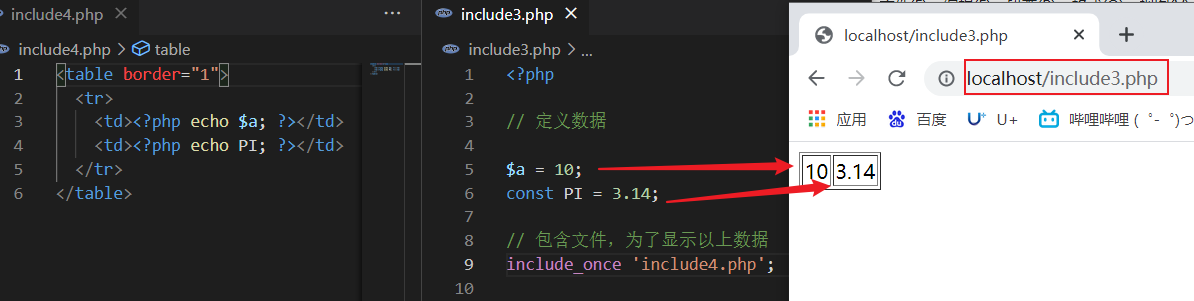 include4.php
include4.php > table
1 <table border="1">
2 <tr>
3 <td><?php echo $a; ?></td>
4 <td><?php echo PI; ?></td>
5 </tr>
6 </table>
include3.php
include3.php > ...
1 <?php
2
3 // 定义数据
4
5 $a = 10;
6 const PI = 3.14;
7
8 // 包含文件，为了显示以上数据
9 include_once 'include4.php';
10
localhost/include3.php
localhost/include3.php
应用 百度 U+ 哔哩哔哩 ( ゜- ゜)つ
10 3.14